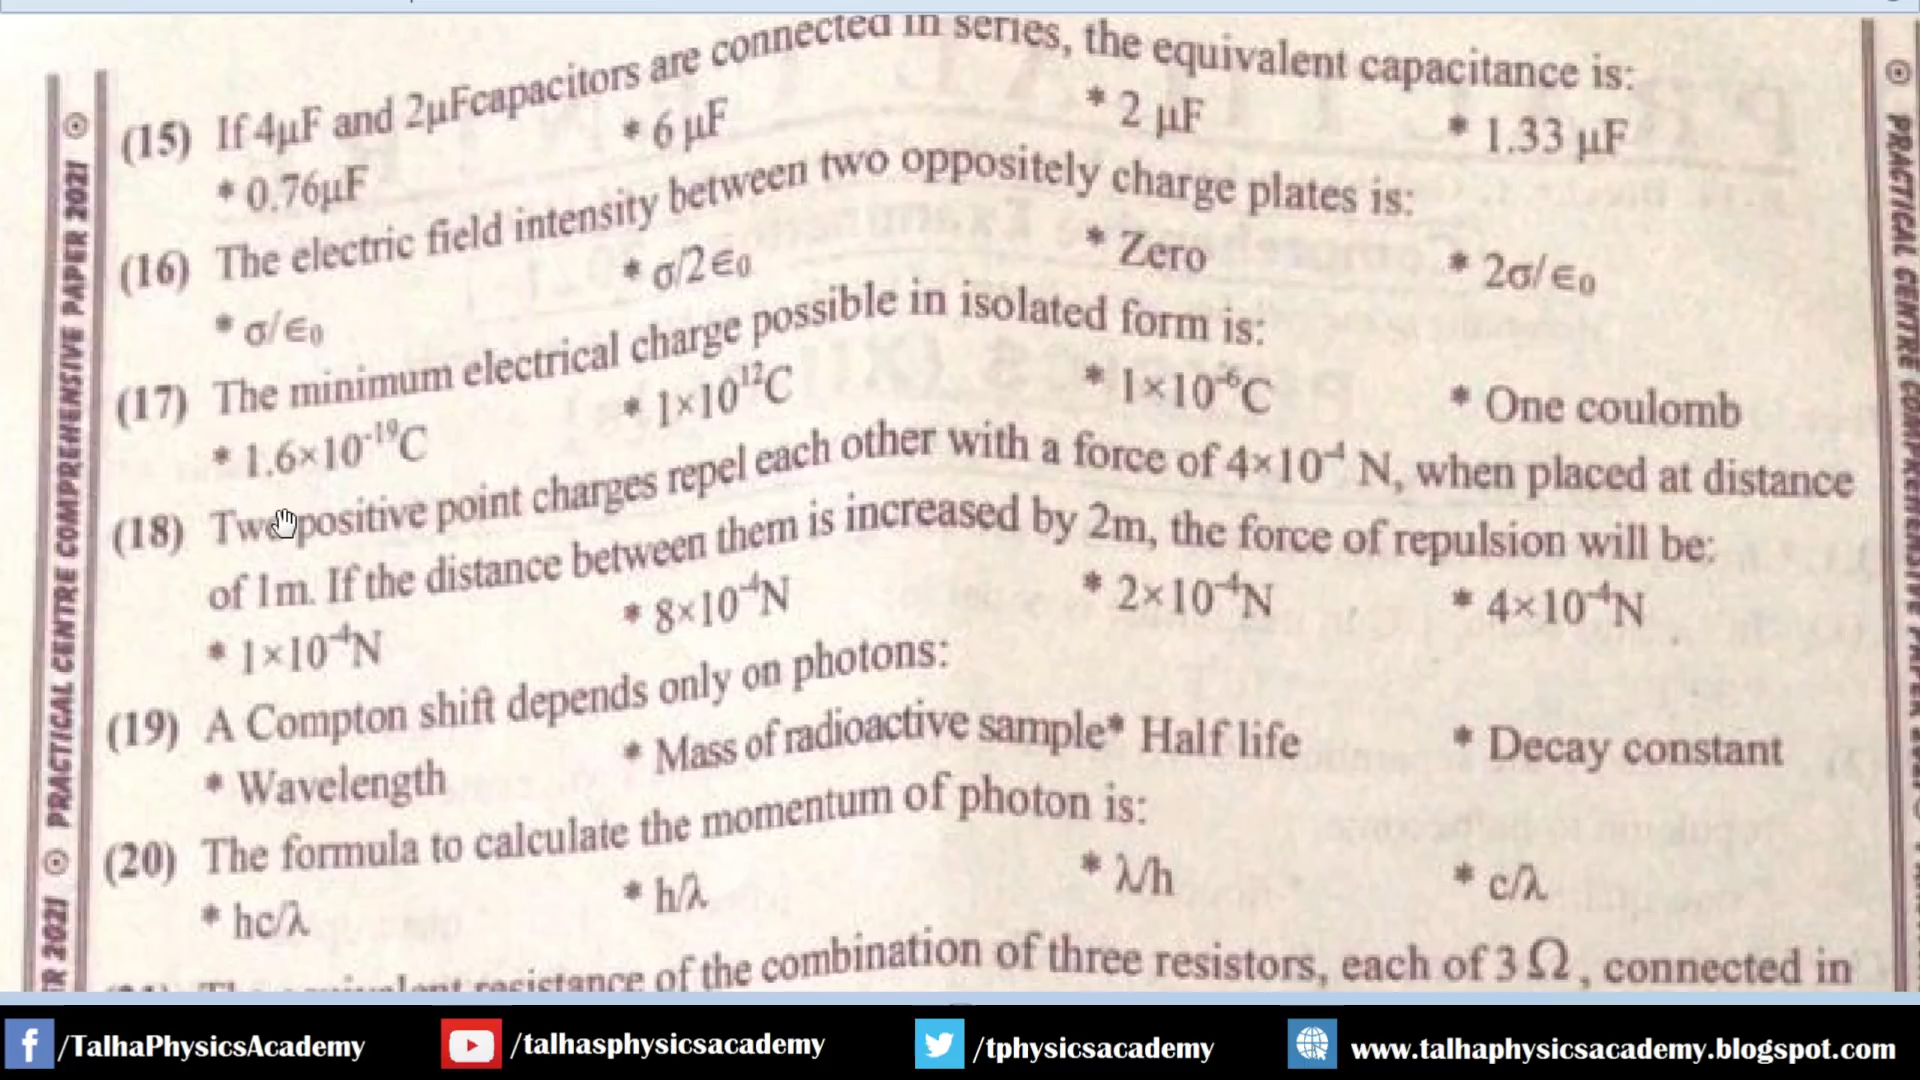 (15) If 4μF and 2μFcapacitors are connected in series, the equivalent capacitance is:
* 0.76μF * 6 μF * 2 μF * 1.33 μF
(16) The electric field intensity between two oppositely charge plates is:
* σ/∈₀ * σ/2∈₀ * Zero * 2σ/∈₀
(17) The minimum electrical charge possible in isolated form is:
* 1.6×10⁻¹⁹C * 1×10¹²C * 1×10⁻⁶C * One coulomb
(18) Two positive point charges repel each other with a force of 4×10⁻⁴ N, when placed at distance
of 1m. If the distance between them is increased by 2m, the force of repulsion will be:
* 1×10⁻⁴N * 8×10⁻⁴N * 2×10⁻⁴N * 4×10⁻⁴N
(19) A Compton shift depends only on photons:
* Wavelength * Mass of radioactive sample* Half life * Decay constant
(20) The formula to calculate the momentum of photon is:
* hc/λ * h/λ * λ/h * c/λ
equivalent resistance of the combination of three resistors, each of 3 Ω, connected in
PRACTICAL CENTRE COMPREHENSIVE PAPER 2021
R 2021
PRACTICAL CENTRE COMPREHENSIVE PAPER
/TalhaPhysicsAcademy
/talhasphysicsacademy
/tphysicsacademy
www.talhaphysicsacademy.blogspot.com